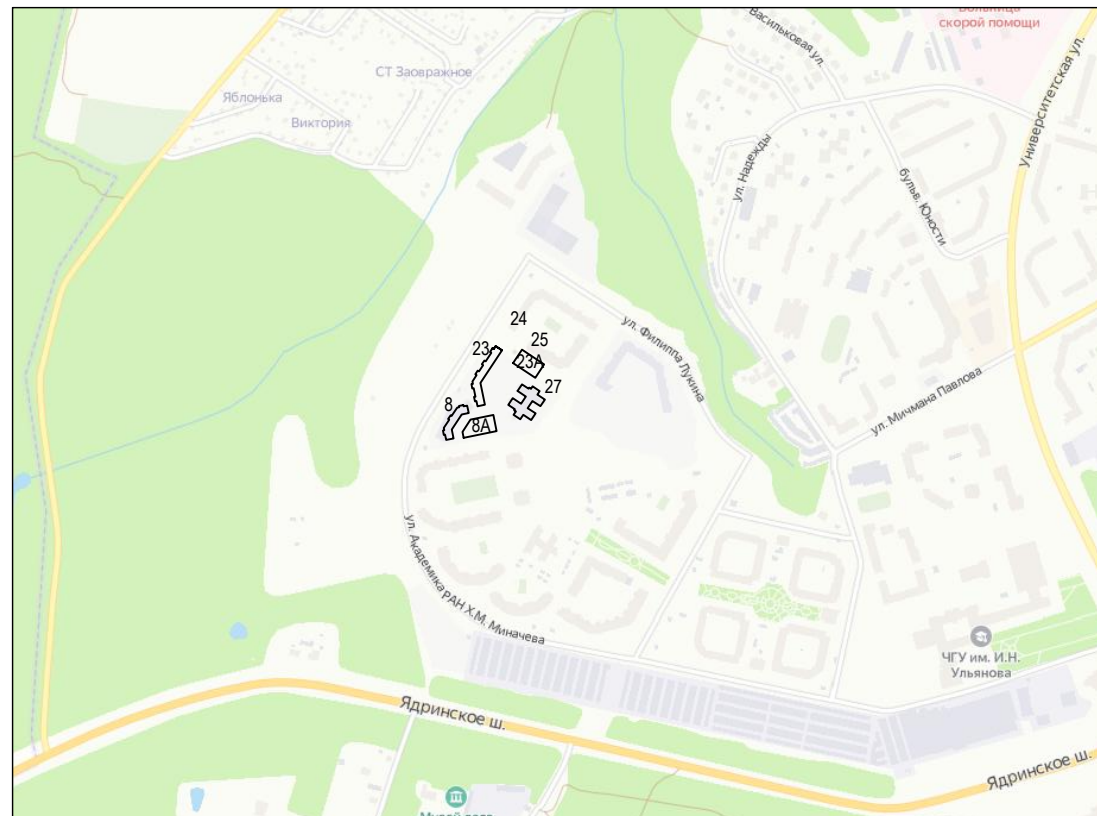 Больница
скорой помощи
Васильковая ул.
Университетская ул.
СТ Заовражное
Яблонька
Виктория
ул. Надежды
бульв. Юности
24
ул. Филиппа Лукина
25
23
23А
27
ул. Мичмана Павлова
8
8А
ул. Академика РАН Х.М. Миначева
ЧГУ им. И.Н.
Ульянова
Ядринское ш.
Ядринское ш.